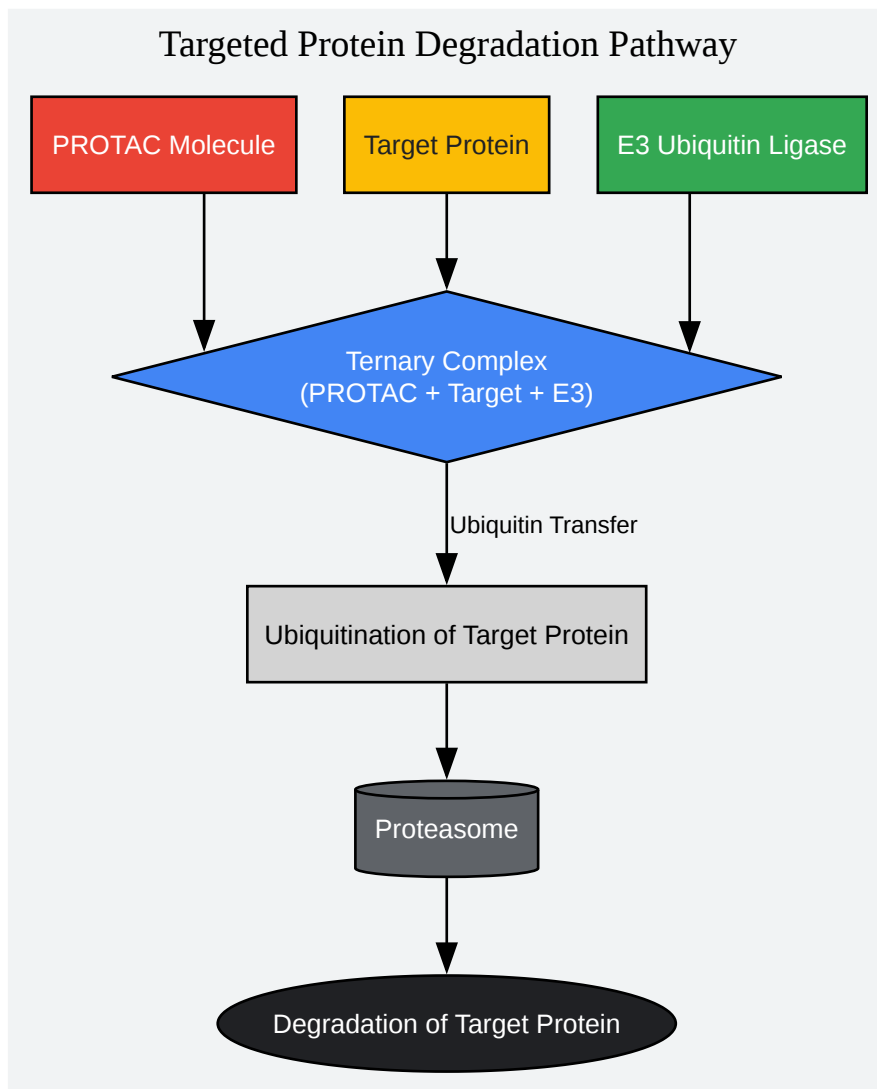 Targeted Protein Degradation Pathway
PROTAC Molecule
Target Protein
E3 Ubiquitin Ligase
Ternary Complex
(PROTAC + Target + E3)
Ubiquitin Transfer
Ubiquitination of Target Protein
Proteasome
Degradation of Target Protein